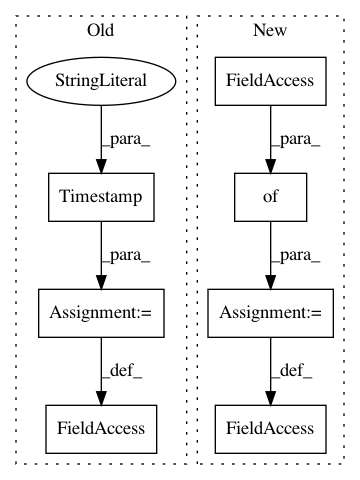 Old
New
StringLiteral
FieldAccess
_para_
_para_
Timestamp
of
_para_
_para_
Assignment:=
Assignment:=
_def_
_def_
FieldAccess
FieldAccess